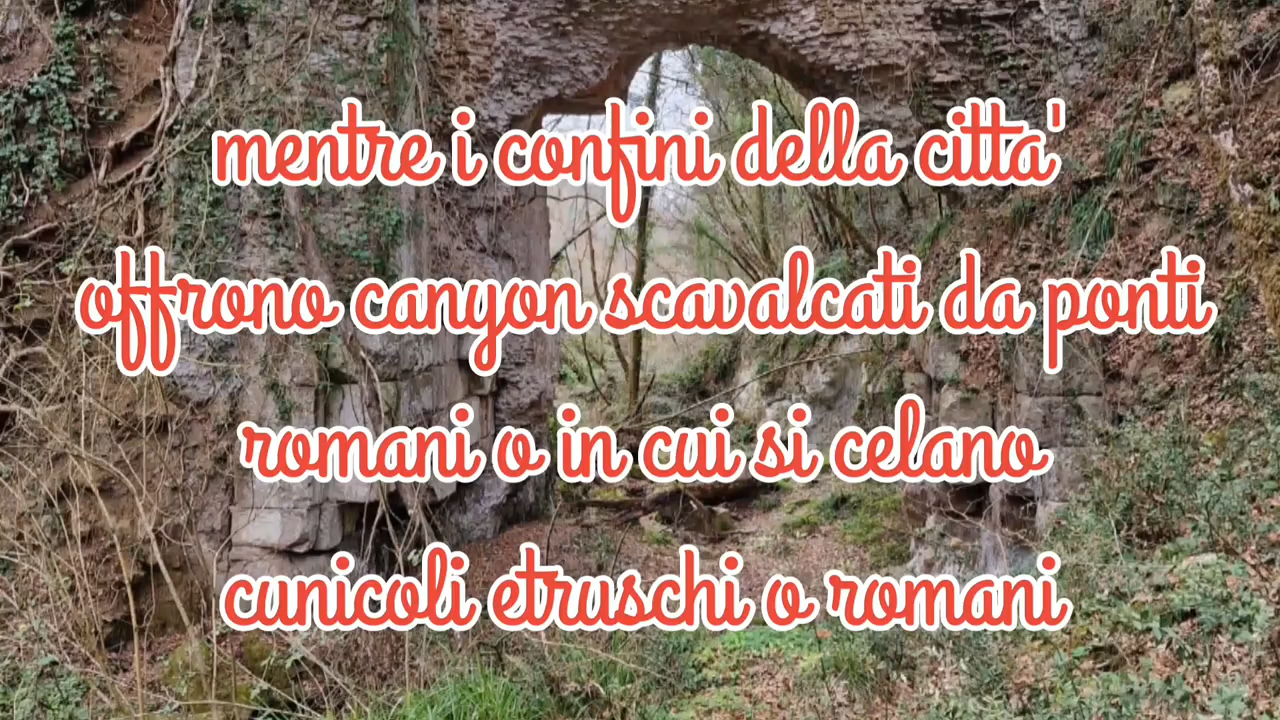 mentre i confini della citta'
offrono canyon scavalcati da ponti
romani o in cui si celano
cunicoli etruschi o romani